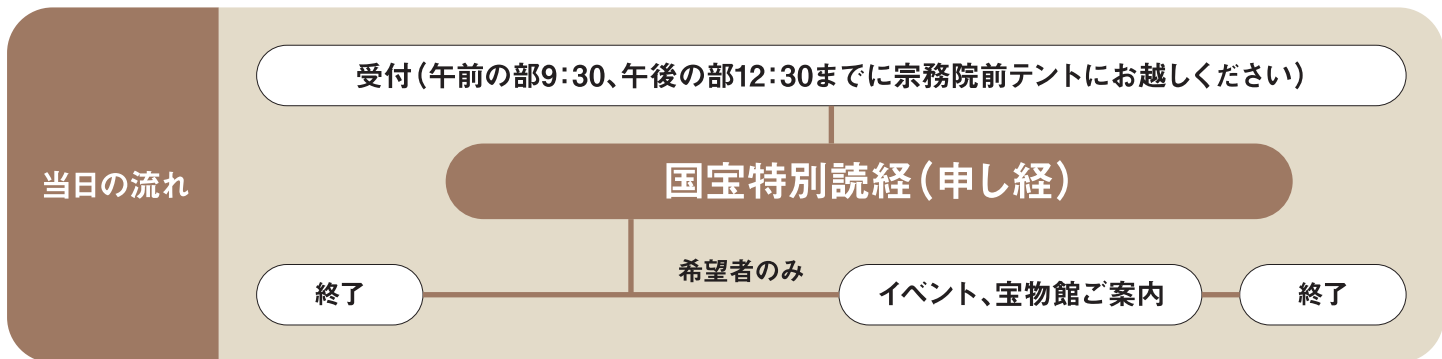 当日の流れ
受付（午前の部9：30、午後の部12：30までに宗務院前テントにお越しください）
国宝特別読経（申し経）
希望者のみ
終了
イベント、宝物館ご案内
終了